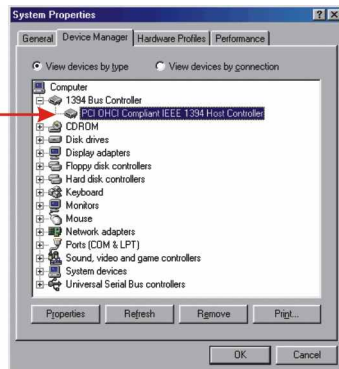 System Properties
General Device Manager Hardware Profiles Performance
View devices by type View devices by connection
Computer
1394 Bus Controller
PCI OHCI Compliant IEEE 1394 Host Controller
CDROM
Disk drives
Display adapters
Floppy disk controllers
Hard disk controllers
Keyboard
Monitors
Mouse
Network adapters
Ports (COM & LPT)
Sound, video and game controllers
System devices
Universal Serial Bus controllers
Properties Refresh Remove Print...
OK Cancel